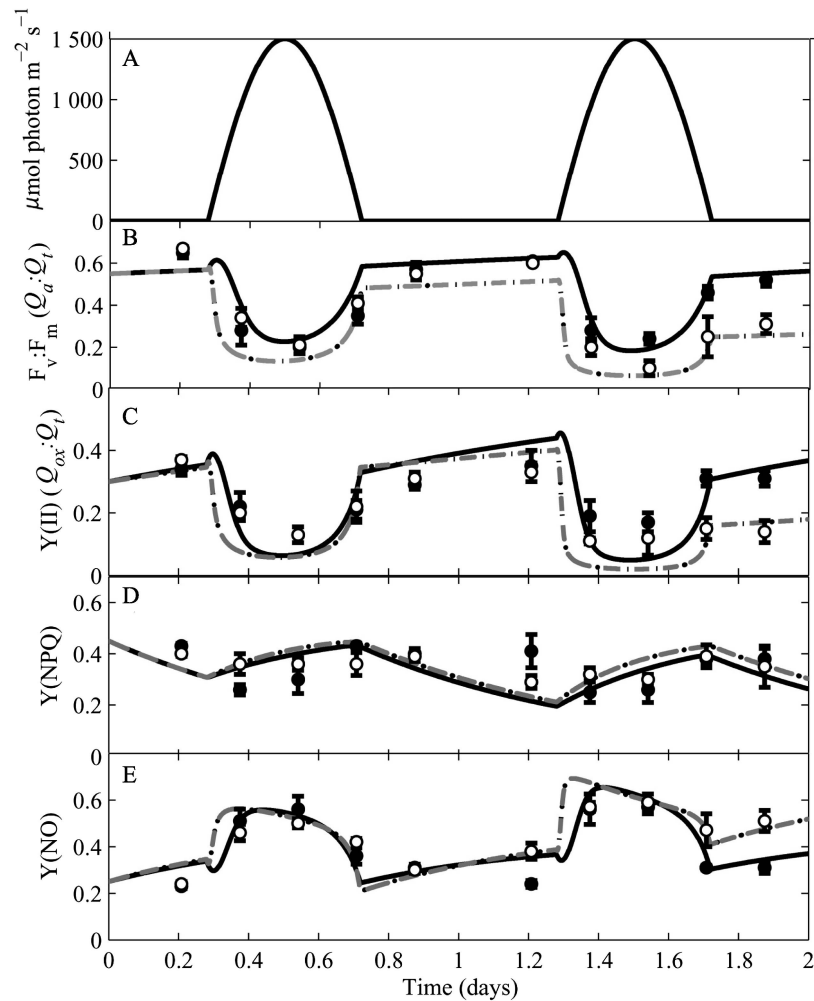 μmol photon m⁻² s⁻¹
1 500
1 000
500
0
A
Fᵥ:Fₘ (Qₐ:Qₜ)
0.6
0.4
0.2
0
B
Y(II) (Qₒₓ:Qₜ)
0.4
0.2
0
C
Y(NPQ)
0.6
0.4
0.2
0
D
Y(NO)
0.6
0.4
0.2
0
E
0 0.2 0.4 0.6 0.8 1 1.2 1.4 1.6 1.8 2
Time (days)